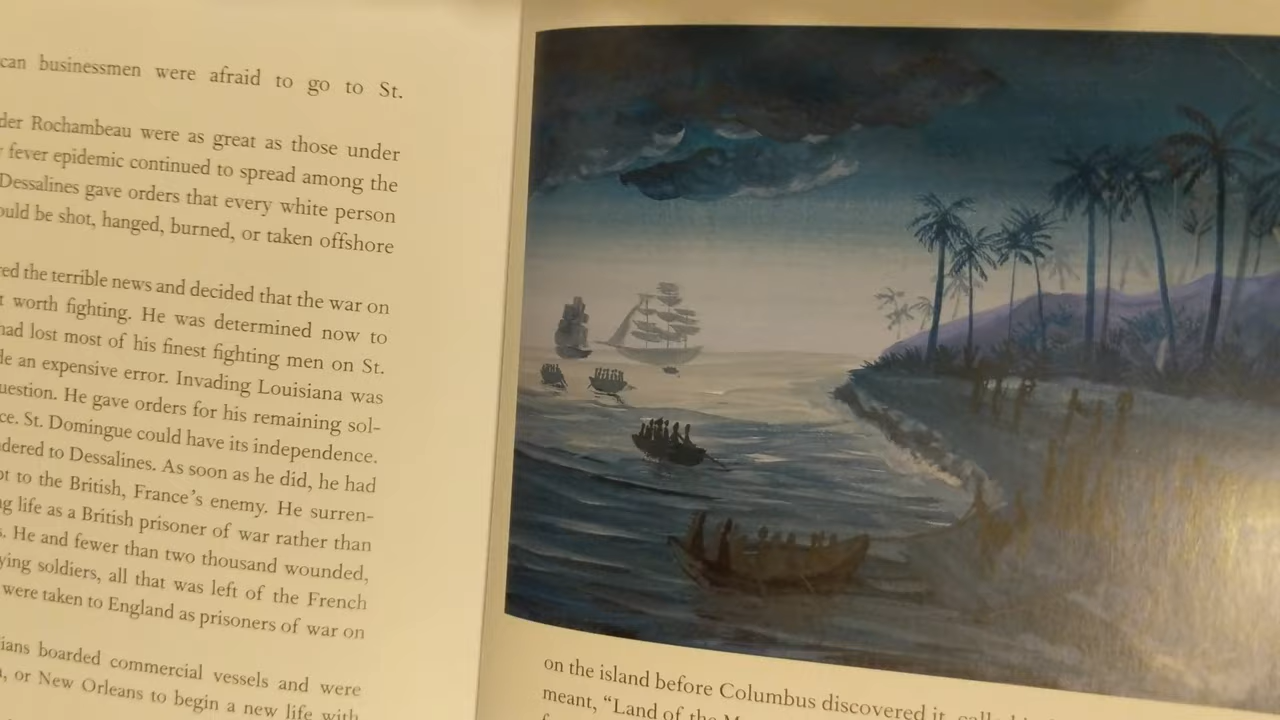 can businessmen were afraid to go to St.
der Rochambeau were as great as those under
fever epidemic continued to spread among the
Dessalines gave orders that every white person
ould be shot, hanged, burned, or taken offshore
ed the terrible news and decided that the war on
t worth fighting. He was determined now to
had lost most of his finest fighting men on St.
de an expensive error. Invading Louisiana was
uestion. He gave orders for his remaining sol-
ce. St. Domingue could have its independence.
dered to Dessalines. As soon as he did, he had
pt to the British, France's enemy. He surren-
ng life as a British prisoner of war rather than
s. He and fewer than two thousand wounded,
ying soldiers, all that was left of the French
were taken to England as prisoners of war on
ians boarded commercial vessels and were
, or New Orleans to begin a new life with
on the island before Columbus discovered it, called
meant, "Land of the